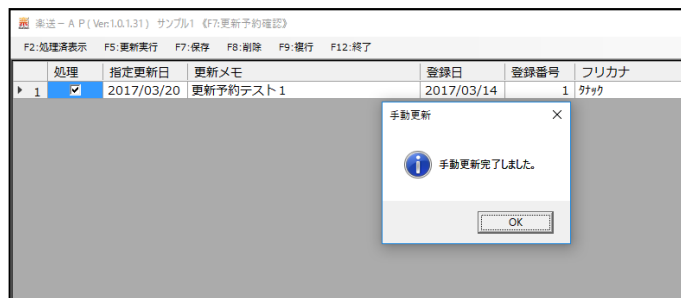 楽送－ＡＰ( Ver:1.0.1.31 ) サンプル1 《F7:更新予約確認》
F2:処理済表示 F5:更新実行 F7:保存 F8:削除 F9:複行 F12:終了
処理 指定更新日 更新メモ 登録日 登録番号 フリカナ
1 2017/03/20 更新予約テスト１ 2017/03/14 1 ﾀﾅｯｸ
手動更新
手動更新完了しました。
OK